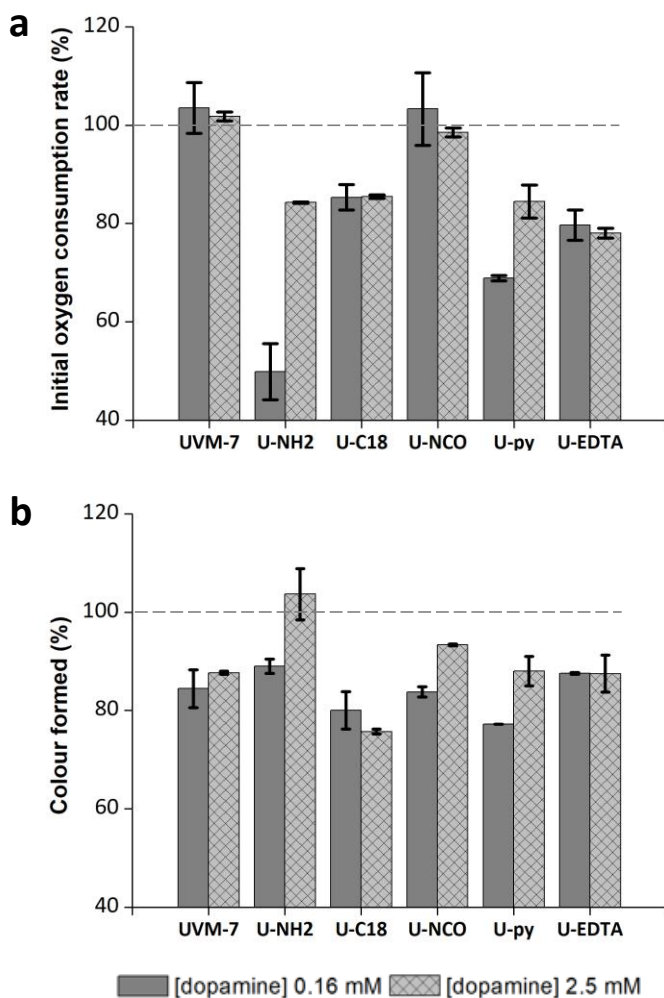 a
Initial oxygen consumption rate (%)
120
100
80
60
40
UVM-7 U-NH2 U-C18 U-NCO U-py U-EDTA
b
Colour formed (%)
120
100
80
60
40
UVM-7 U-NH2 U-C18 U-NCO U-py U-EDTA
[dopamine] 0.16 mM [dopamine] 2.5 mM